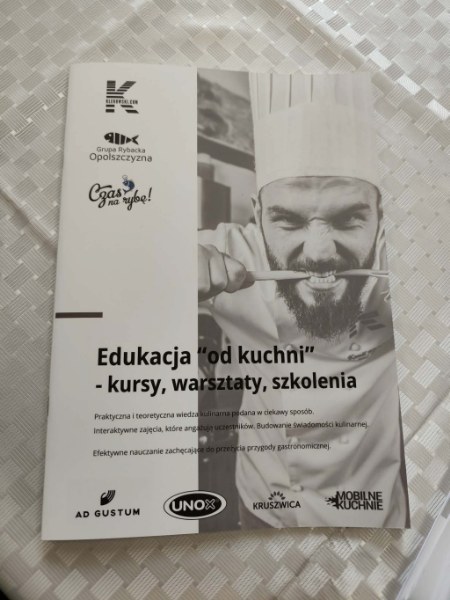 K
KLEKOWSKI.COM
Grupa Rybacka
Opolszczyzna
Czas
na rybę!
Edukacja "od kuchni"
- kursy, warsztaty, szkolenia
Praktyczna i teoretyczna wiedza kulinarna podana w ciekawy sposób.
Interaktywne zajęcia, które angażują uczestników. Budowanie świadomości kulinarnej.
Efektywne nauczanie zachęcające do przeżycia przygody gastronomicznej.
AD GUSTUM
UNOX
KRUSZWICA
MOBILNE
KUCHNIE